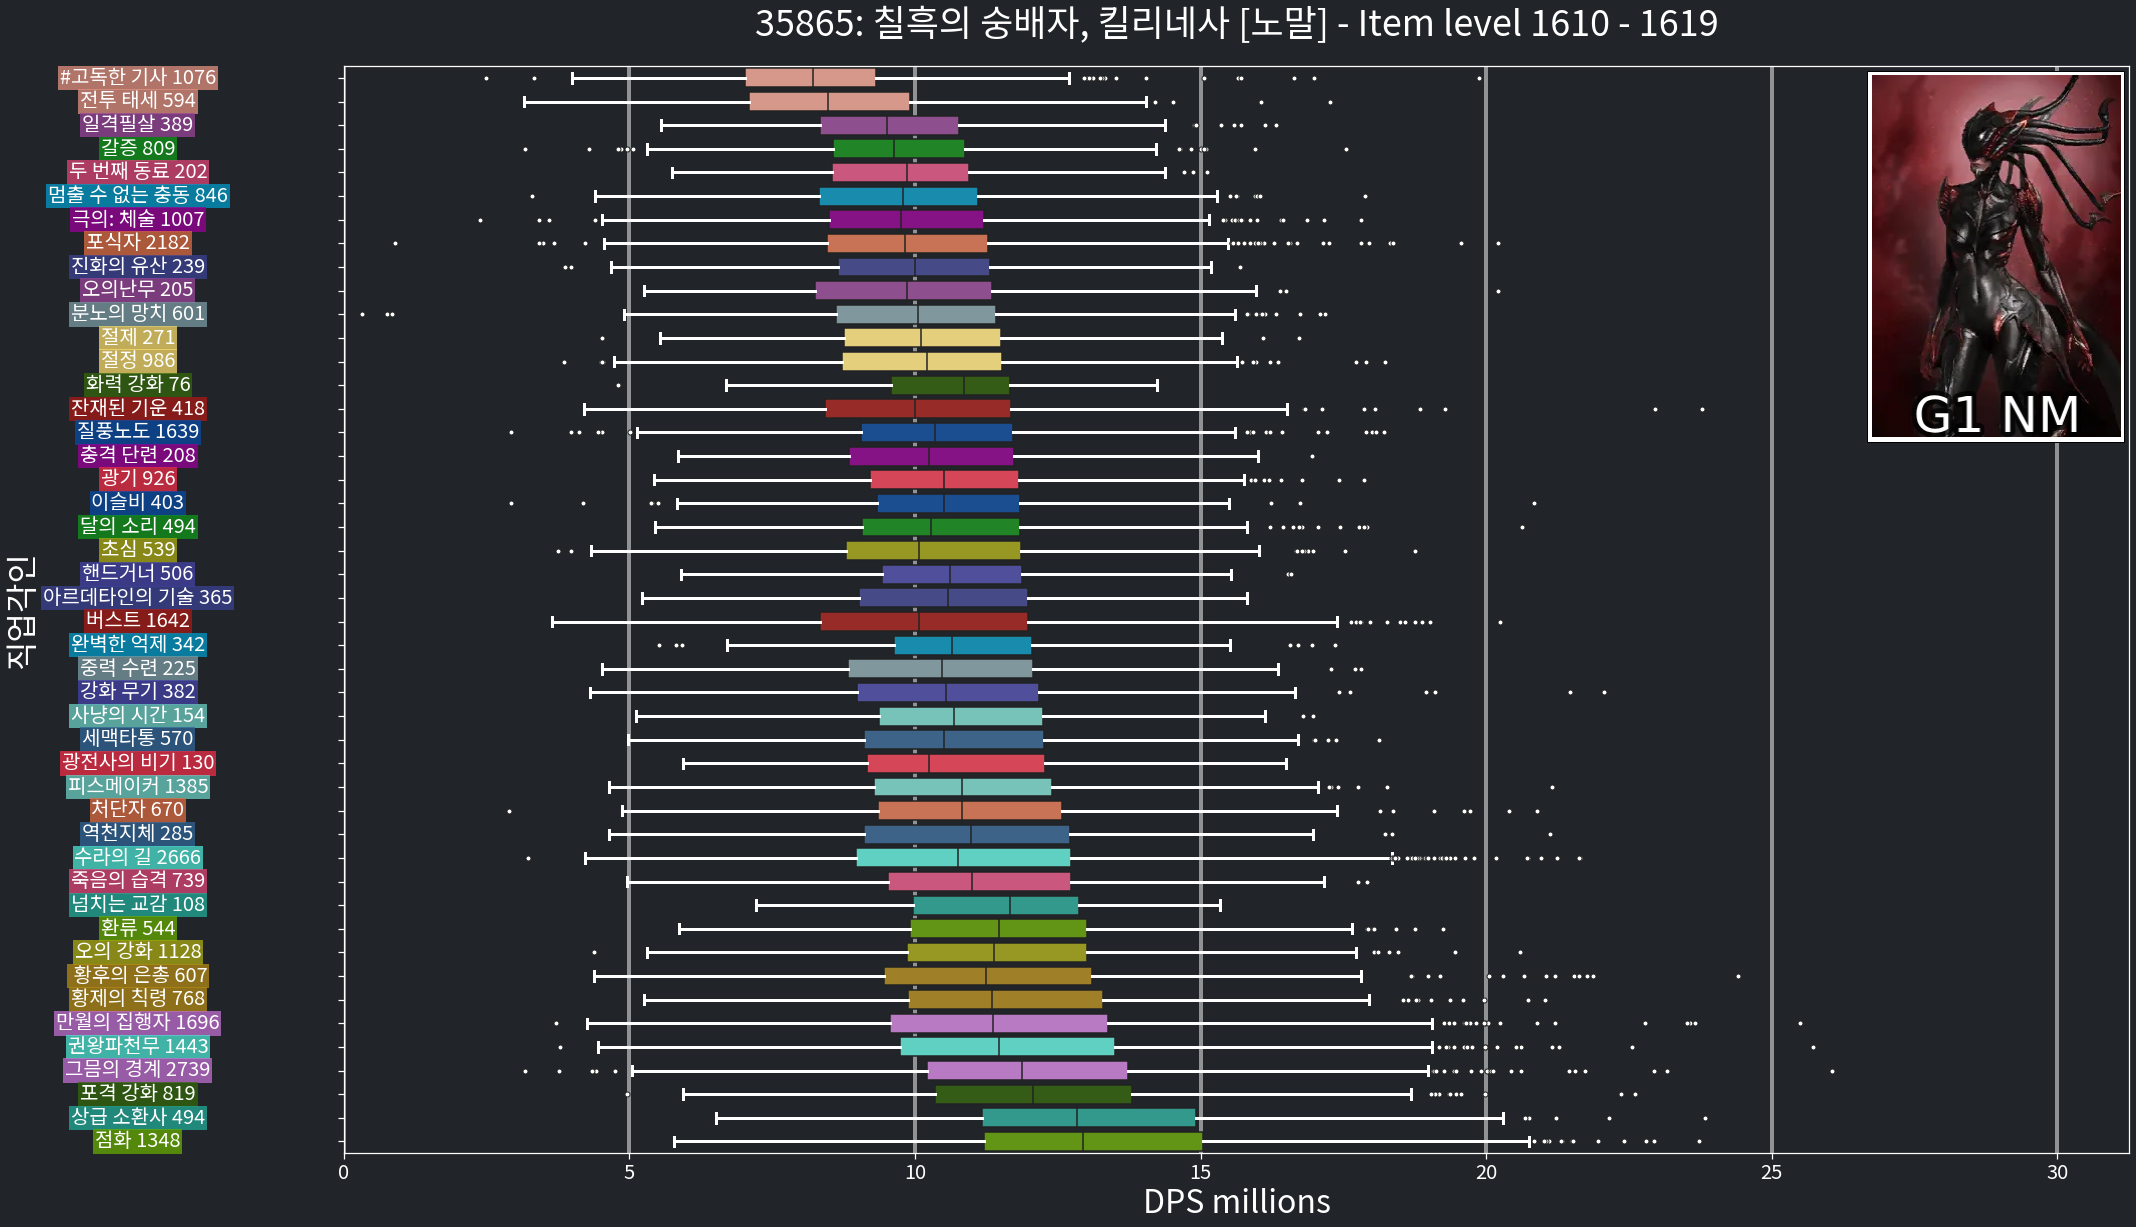 35865: 칠흑의 숭배자, 킬리네사 [노말] - Item level 1610 - 1619
#고독한 기사 1076
전투 태세 594
일격필살 389
갈증 809
두 번째 동료 202
멈출 수 없는 충동 846
극의: 체술 1007
포식자 2182
진화의 유산 239
오의난무 205
분노의 망치 601
절제 271
절정 986
화력 강화 76
잔재된 기운 418
질풍노도 1639
충격 단련 208
광기 926
이슬비 403
달의 소리 494
초심 539
핸드거너 506
아르데타인의 기술 365
버스트 1642
완벽한 억제 342
중력 수련 225
강화 무기 382
사냥의 시간 154
세맥타통 570
광전사의 비기 130
피스메이커 1385
처단자 670
역천지체 285
수라의 길 2666
죽음의 습격 739
넘치는 교감 108
환류 544
오의 강화 1128
황후의 은총 607
황제의 칙령 768
만월의 집행자 1696
권왕파천무 1443
그믐의 경계 2739
포격 강화 819
상급 소환사 494
점화 1348
직업각인
G1 NM
0 5 10 15 20 25 30
DPS millions